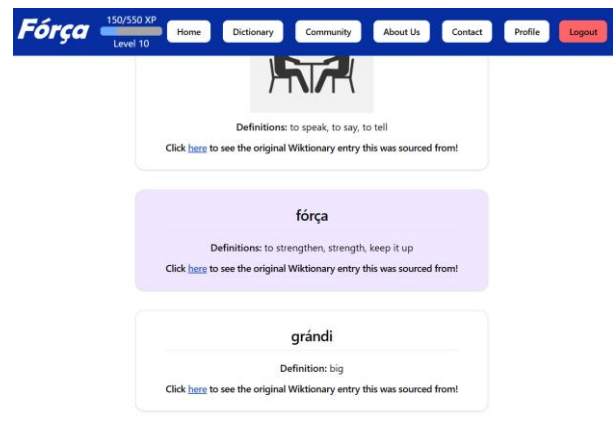 Fórça
150/550 XP
Level 10
Home
Dictionary
Community
About Us
Contact
Profile
Logout
Definitions: to speak, to say, to tell
Click here to see the original Wiktionary entry this was sourced from!
fórça
Definitions: to strengthen, strength, keep it up
Click here to see the original Wiktionary entry this was sourced from!
grándi
Definition: big
Click here to see the original Wiktionary entry this was sourced from!